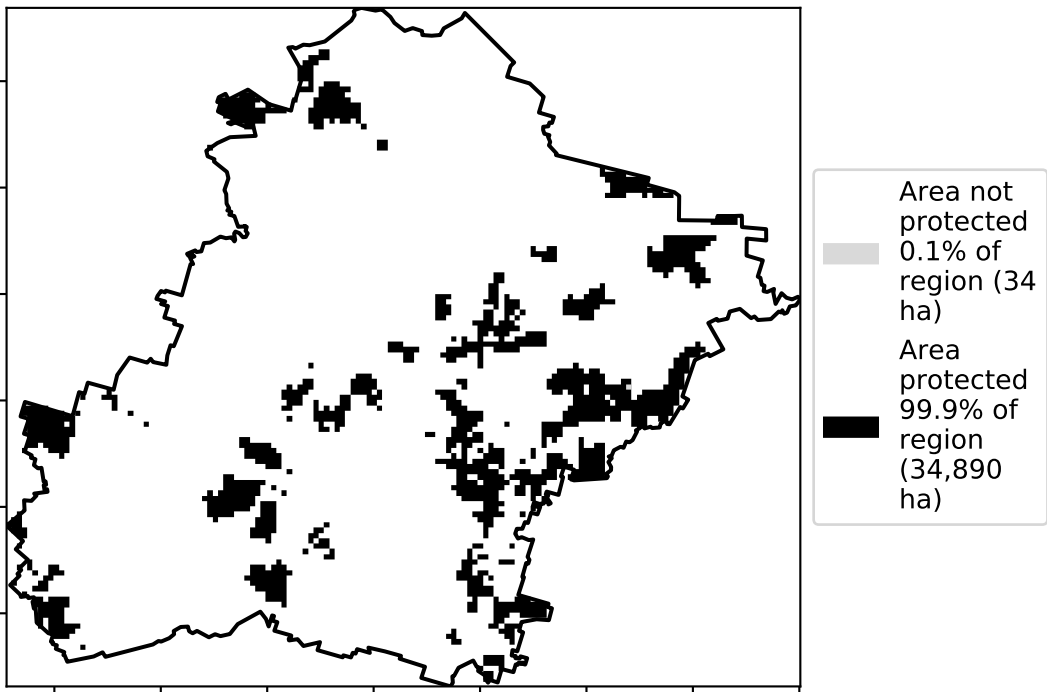 Area not
protected
0.1% of
region (34
ha)
Area
protected
99.9% of
region
(34,890
ha)